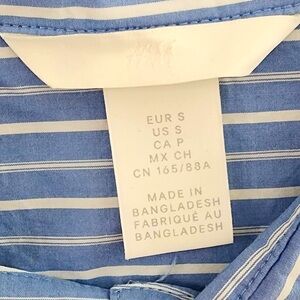 EUR S
US S
CA P
MX CH
CN 165/88A
MADE IN
BANGLADESH
FABRIQUÉ AU
BANGLADESH